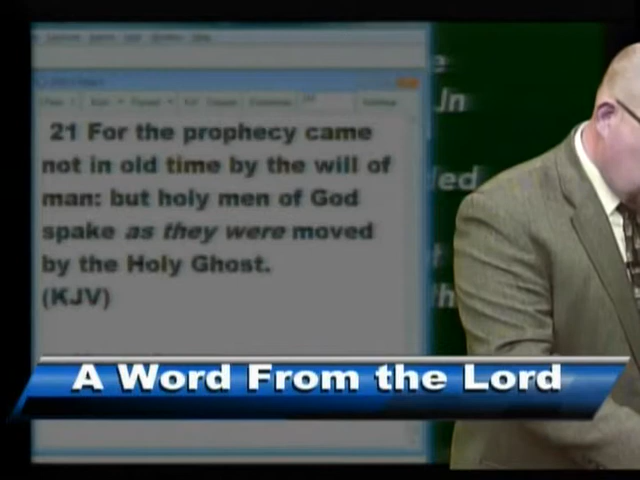 21 For the prophecy came
not in old time by the will of
man: but holy men of God
spake as they were moved
by the Holy Ghost.
(KJV)
A Word From the Lord